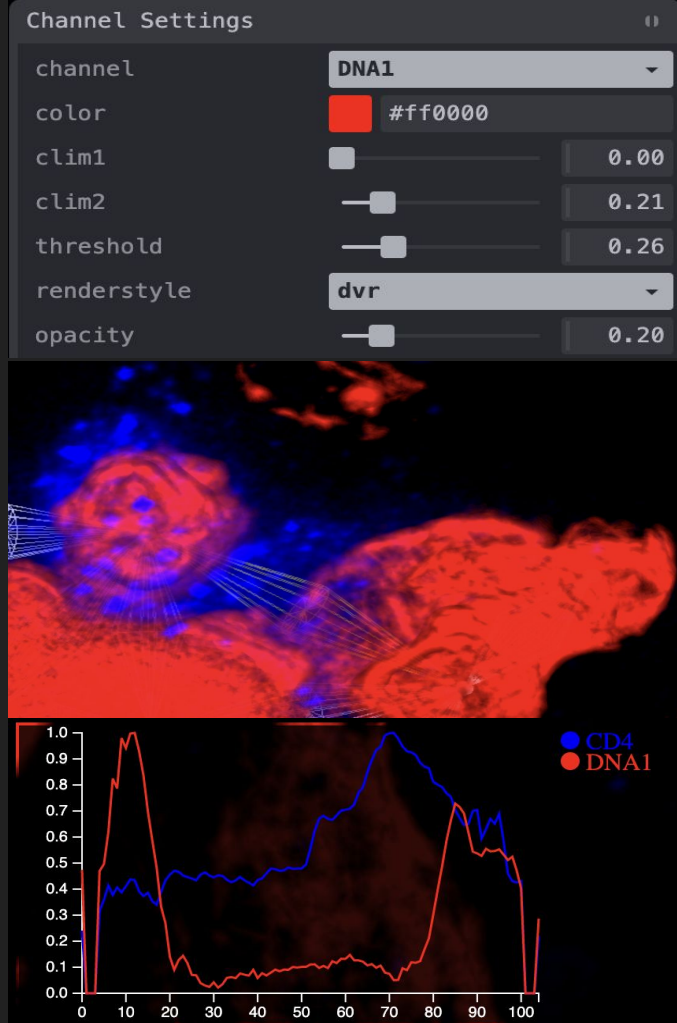 Channel Settings
channel DNA1
color #ff0000
clim1 0.00
clim2 0.21
threshold 0.26
renderstyle dvr
opacity 0.20
1.0
0.9
0.8
0.7
0.6
0.5
0.4
0.3
0.2
0.1
0.0
0 10 20 30 40 50 60 70 80 90 100
CD4
DNA1